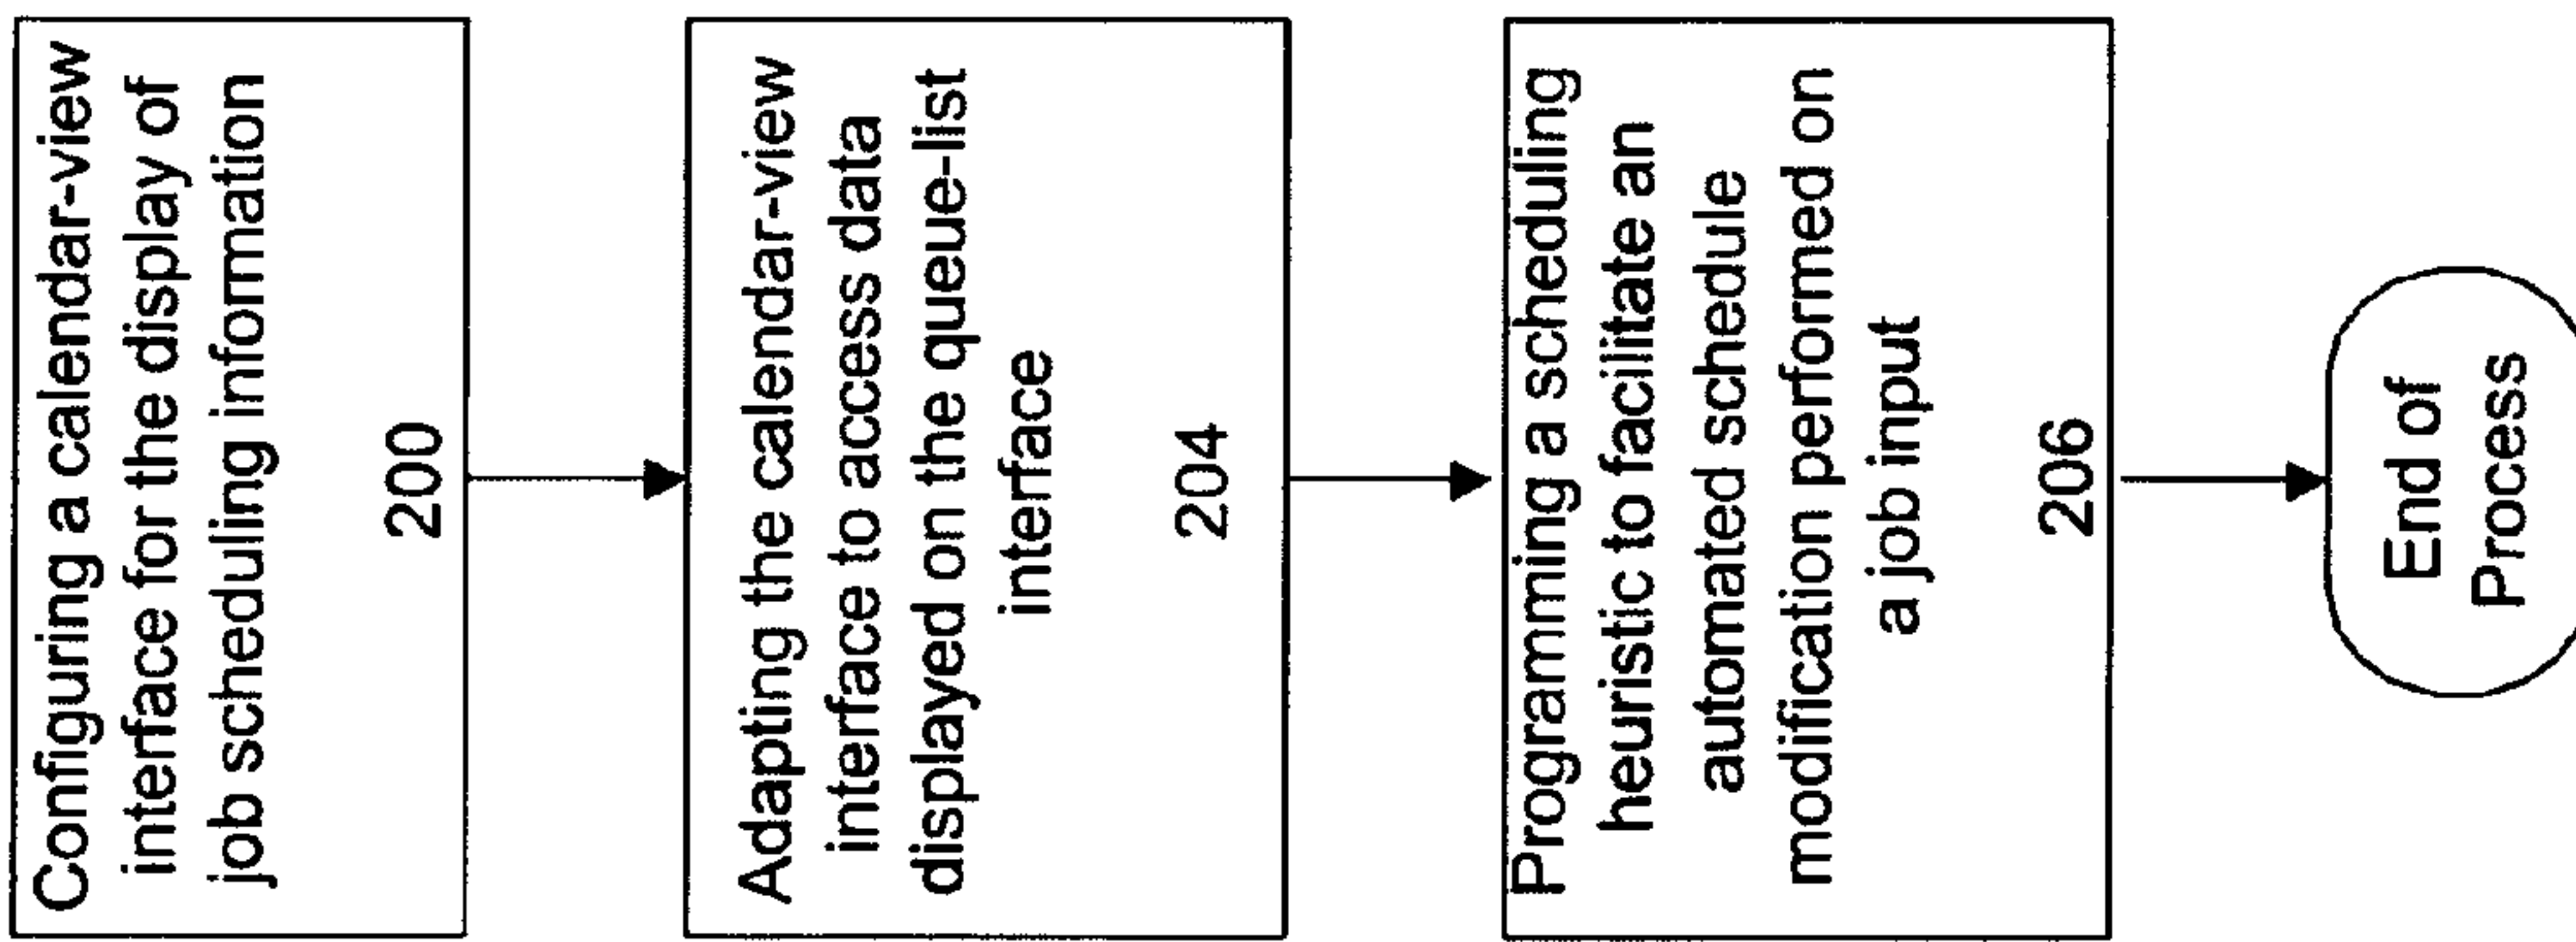 Configuring a calendar-view
interface for the display of
job scheduling information
200
Adapting the calendar-view
interface to access data
displayed on the queue-list
interface
204
Programming a scheduling
heuristic to facilitate an
automated schedule
modification performed on
a job input
206
End of
Process